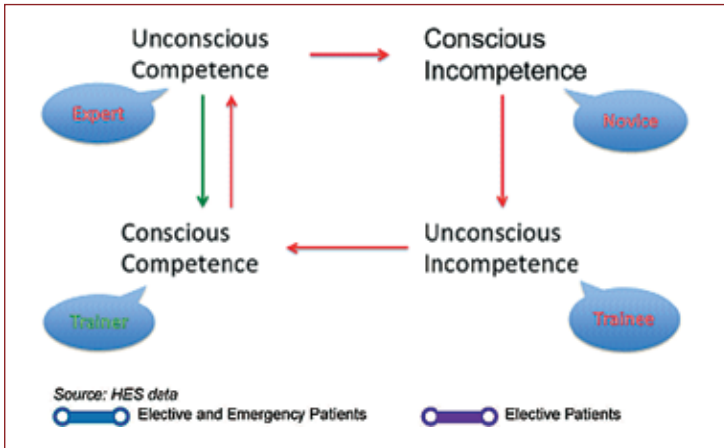 Unconscious
Competence
Conscious
Incompetence
Expert
Novice
Conscious
Competence
Unconscious
Incompetence
Trainer
Trainee
Source: HES data
Elective and Emergency Patients
Elective Patients